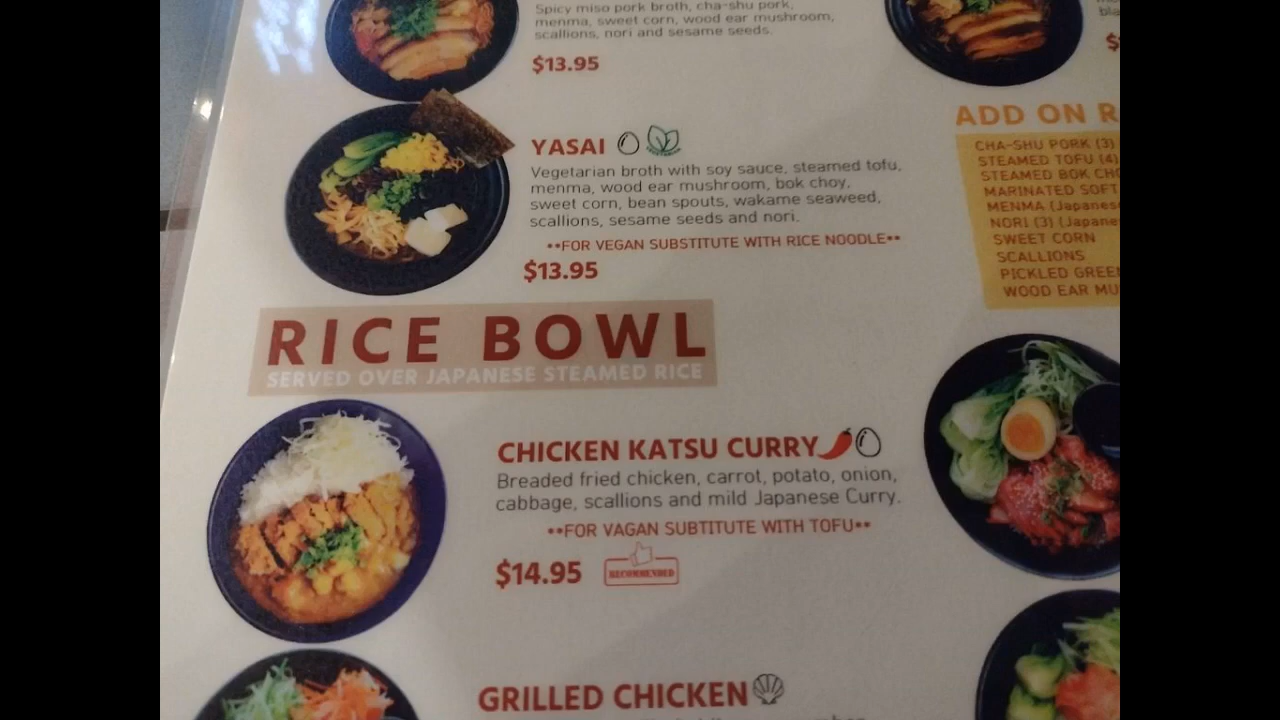 Spicy miso pork broth, cha-shu pork,
menma, sweet corn, wood ear mushroom,
scallions, nori and sesame seeds.
$13.95
YASAI
Vegetarian broth with soy sauce, steamed tofu,
menma, wood ear mushroom, bok choy,
sweet corn, bean spouts, wakame seaweed,
scallions, sesame seeds and nori.
**FOR VEGAN SUBSTITUTE WITH RICE NOODLE**
$13.95
ADD ON R
CHA-SHU PORK (3)
STEAMED TOFU (4)
STEAMED BOK CHO
MARINATED SOFT
MENMA (Japanes
NORI (3) (Japane
SWEET CORN
SCALLIONS
PICKLED GREE
WOOD EAR MU
RICE BOWL
SERVED OVER JAPANESE STEAMED RICE
CHICKEN KATSU CURRY
Breaded fried chicken, carrot, potato, onion,
cabbage, scallions and mild Japanese Curry.
**FOR VAGAN SUBTITUTE WITH TOFU**
$14.95
RECOMMENDED
GRILLED CHICKEN